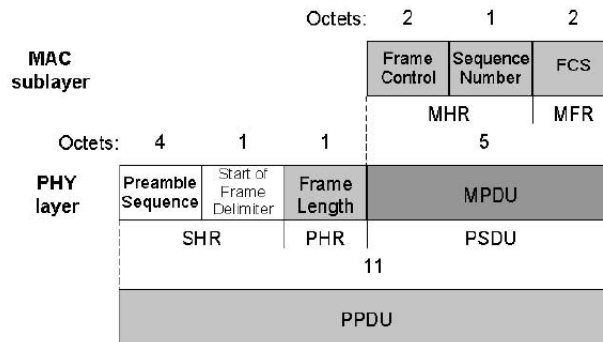 Octets: 2 1 2
MAC sublayer
Frame Control
Sequence Number
FCS
MHR MFR
Octets: 4 1 1 5
PHY layer
Preamble Sequence
Start of Frame Delimiter
Frame Length
MPDU
SHR PHR PSDU
11
PPDU